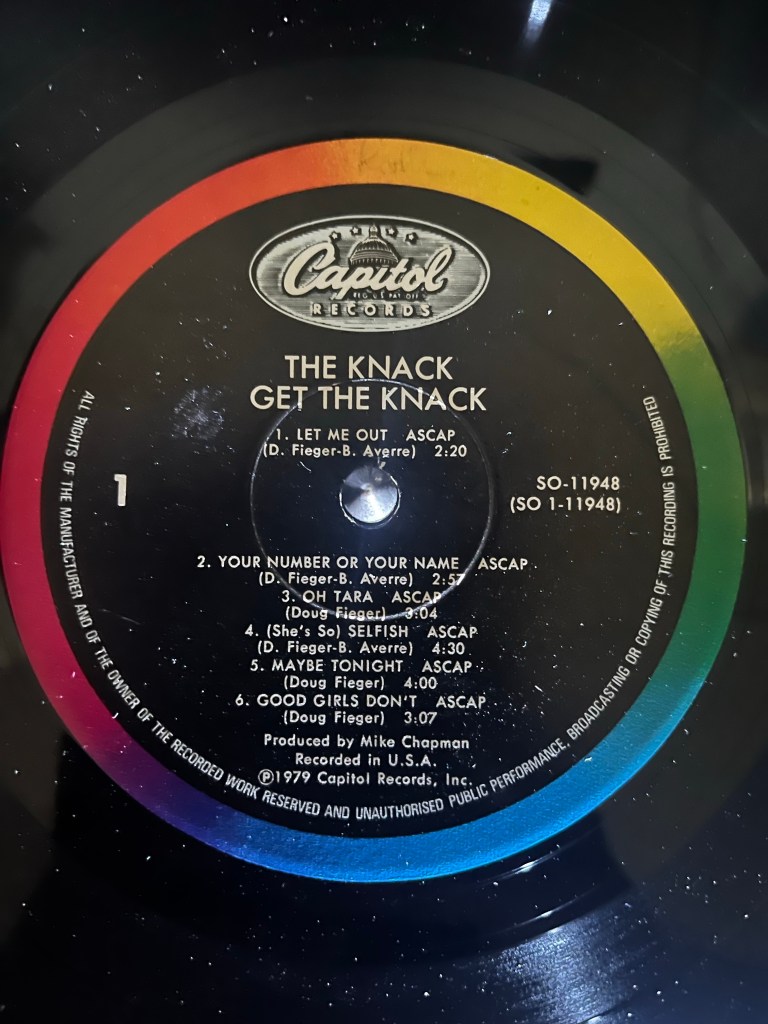 Capitol
REG. U.S. PAT. OFF.
RECORDS
THE KNACK
GET THE KNACK
1. LET ME OUT ASCAP
(D. Fieger-B. Averre) 2:20
1
SO-11948
(SO 1-11948)
2. YOUR NUMBER OR YOUR NAME ASCAP
(D. Fieger-B. Averre) 2:57
3. OH TARA ASCAP
(Doug Fieger) 3:04
4. (She's So) SELFISH ASCAP
(D. Fieger-B. Averre) 4:30
5. MAYBE TONIGHT ASCAP
(Doug Fieger) 4:00
6. GOOD GIRLS DON'T ASCAP
(Doug Fieger) 3:07
Produced by Mike Chapman
Recorded in U.S.A.
℗1979 Capitol Records, Inc.
ALL RIGHTS OF THE MANUFACTURER AND OF THE OWNER OF THE RECORDED WORK RESERVED AND UNAUTHORISED PUBLIC PERFORMANCE, BROADCASTING OR COPYING OF THIS RECORDING IS PROHIBITED